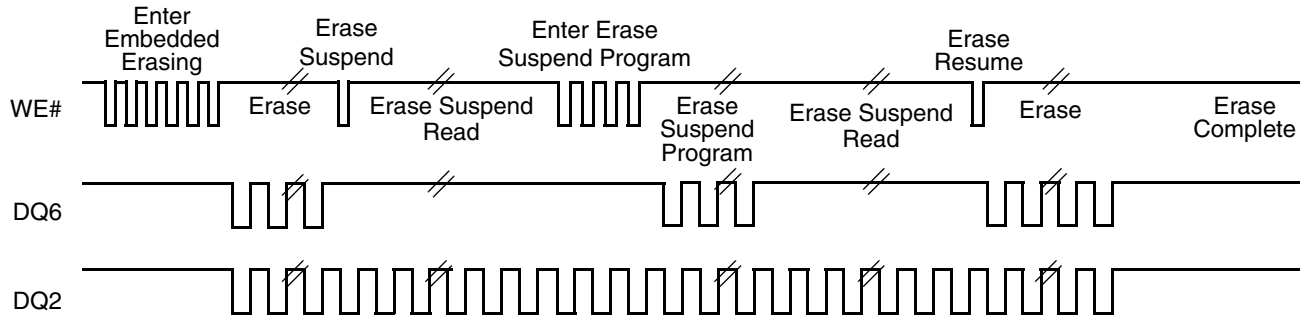 Enter
Embedded
Erasing
Erase
Suspend
Enter Erase
Suspend Program
Erase
Resume
WE#
Erase
Erase Suspend
Read
Erase
Suspend
Program
Erase Suspend
Read
Erase
Erase
Complete
DQ6
DQ2